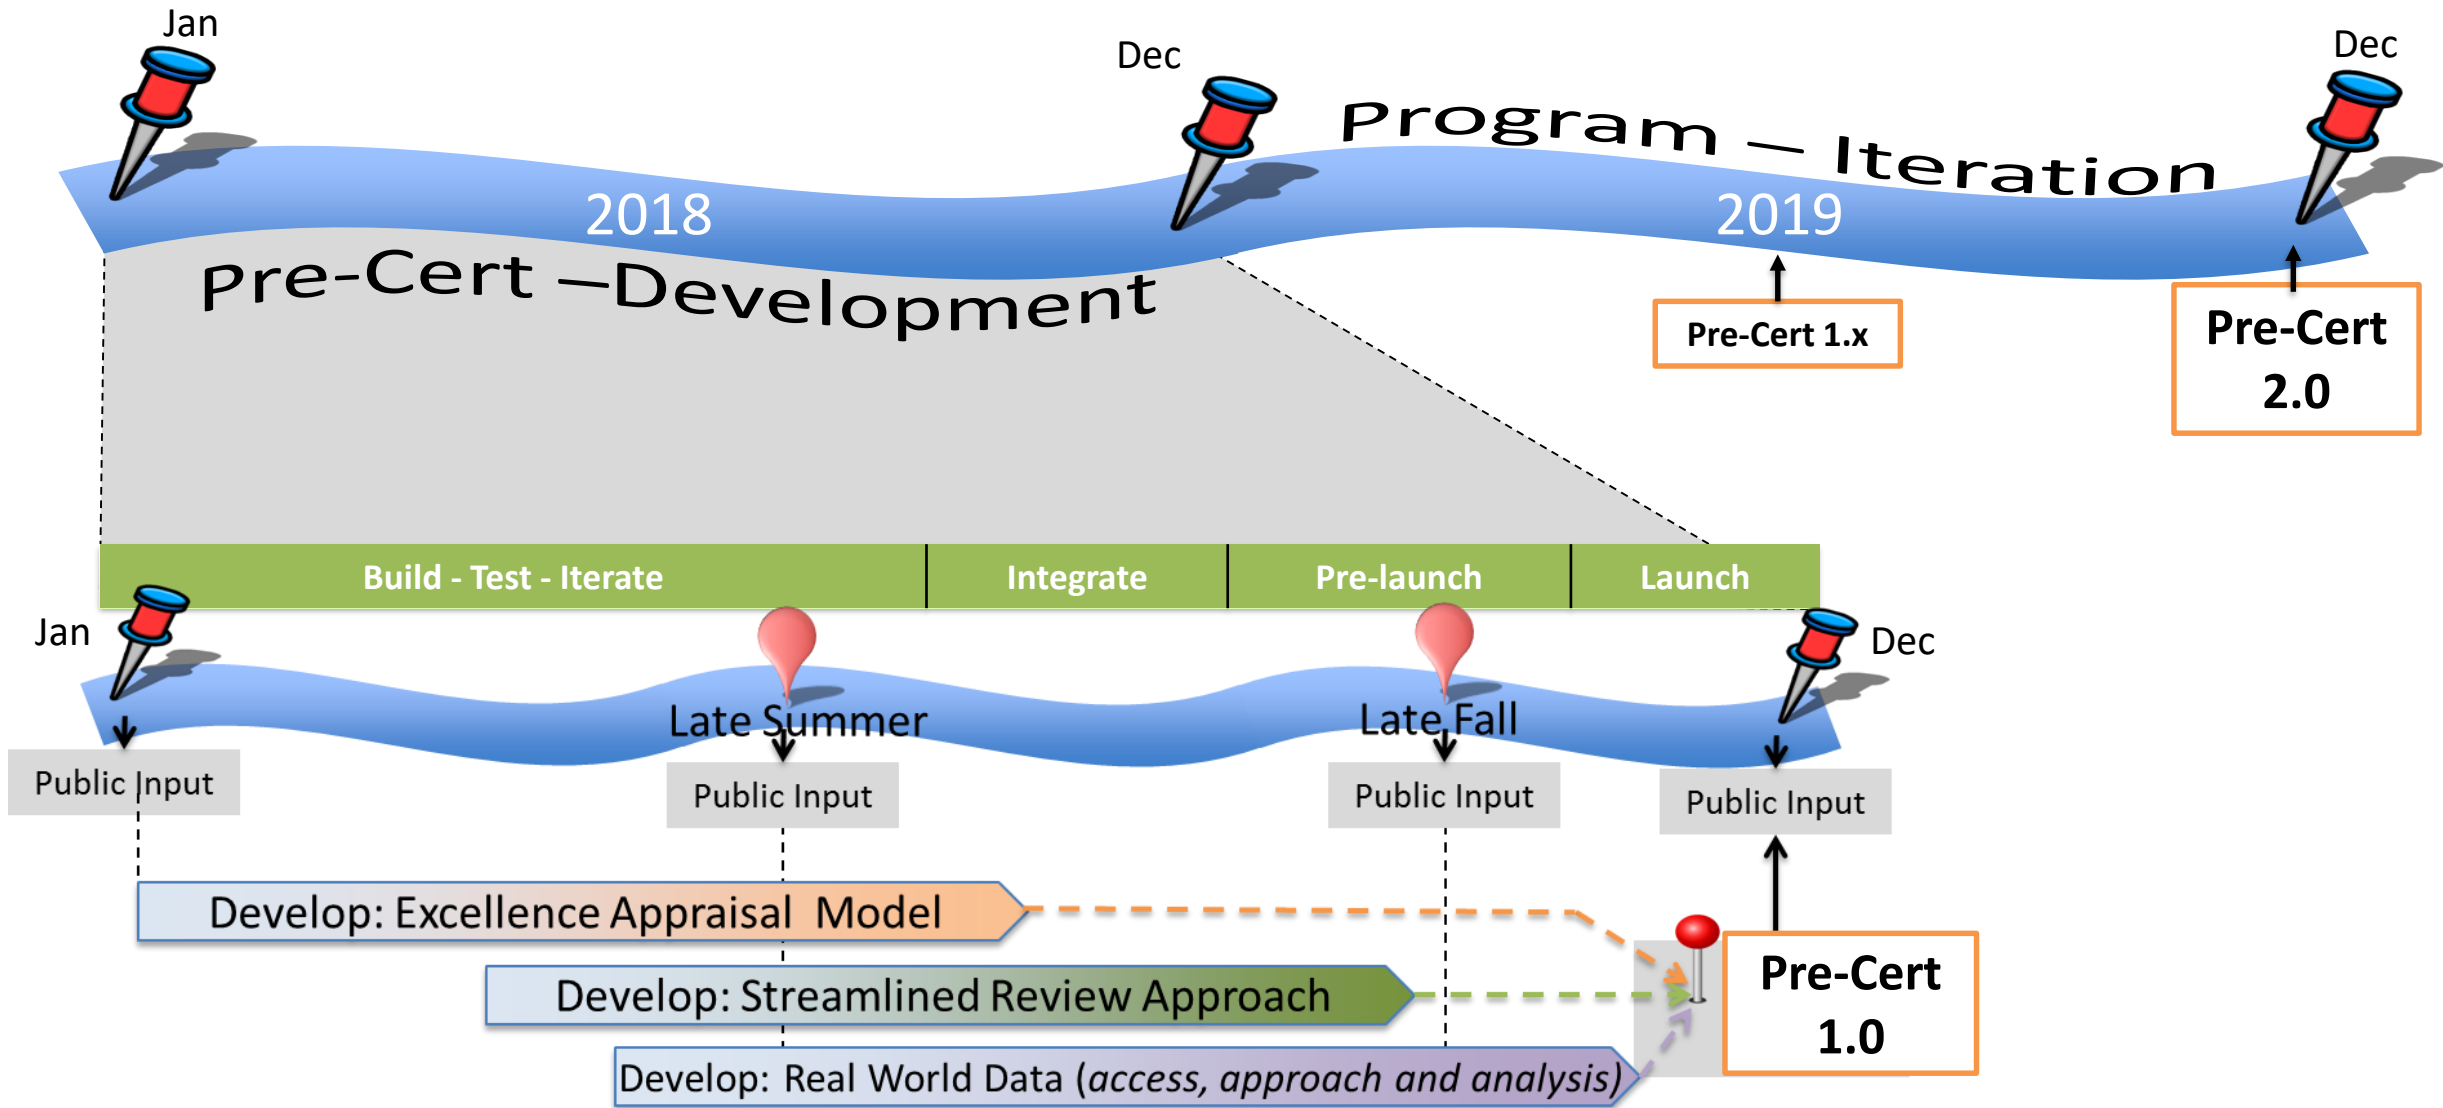 Jan
Dec
Dec
Program – Iteration
2018
2019
Pre-Cert –Development
Pre-Cert 1.x
Pre-Cert
2.0
Build - Test - Iterate
Integrate
Pre-launch
Launch
Jan
Dec
Late Summer
Late Fall
Public Input
Public Input
Public Input
Public Input
Develop: Excellence Appraisal  Model
Develop: Streamlined Review Approach
Develop: Real World Data (access, approach and analysis)
Pre-Cert
1.0